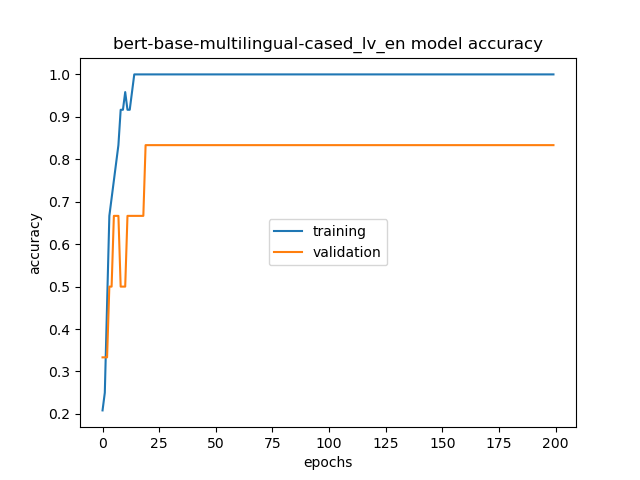 bert-base-multilingual-cased_lv_en model accuracy
1.0
0.9
0.8
0.7
0.6
0.5
0.4
0.3
0.2
accuracy
training
validation
0 25 50 75 100 125 150 175 200
epochs